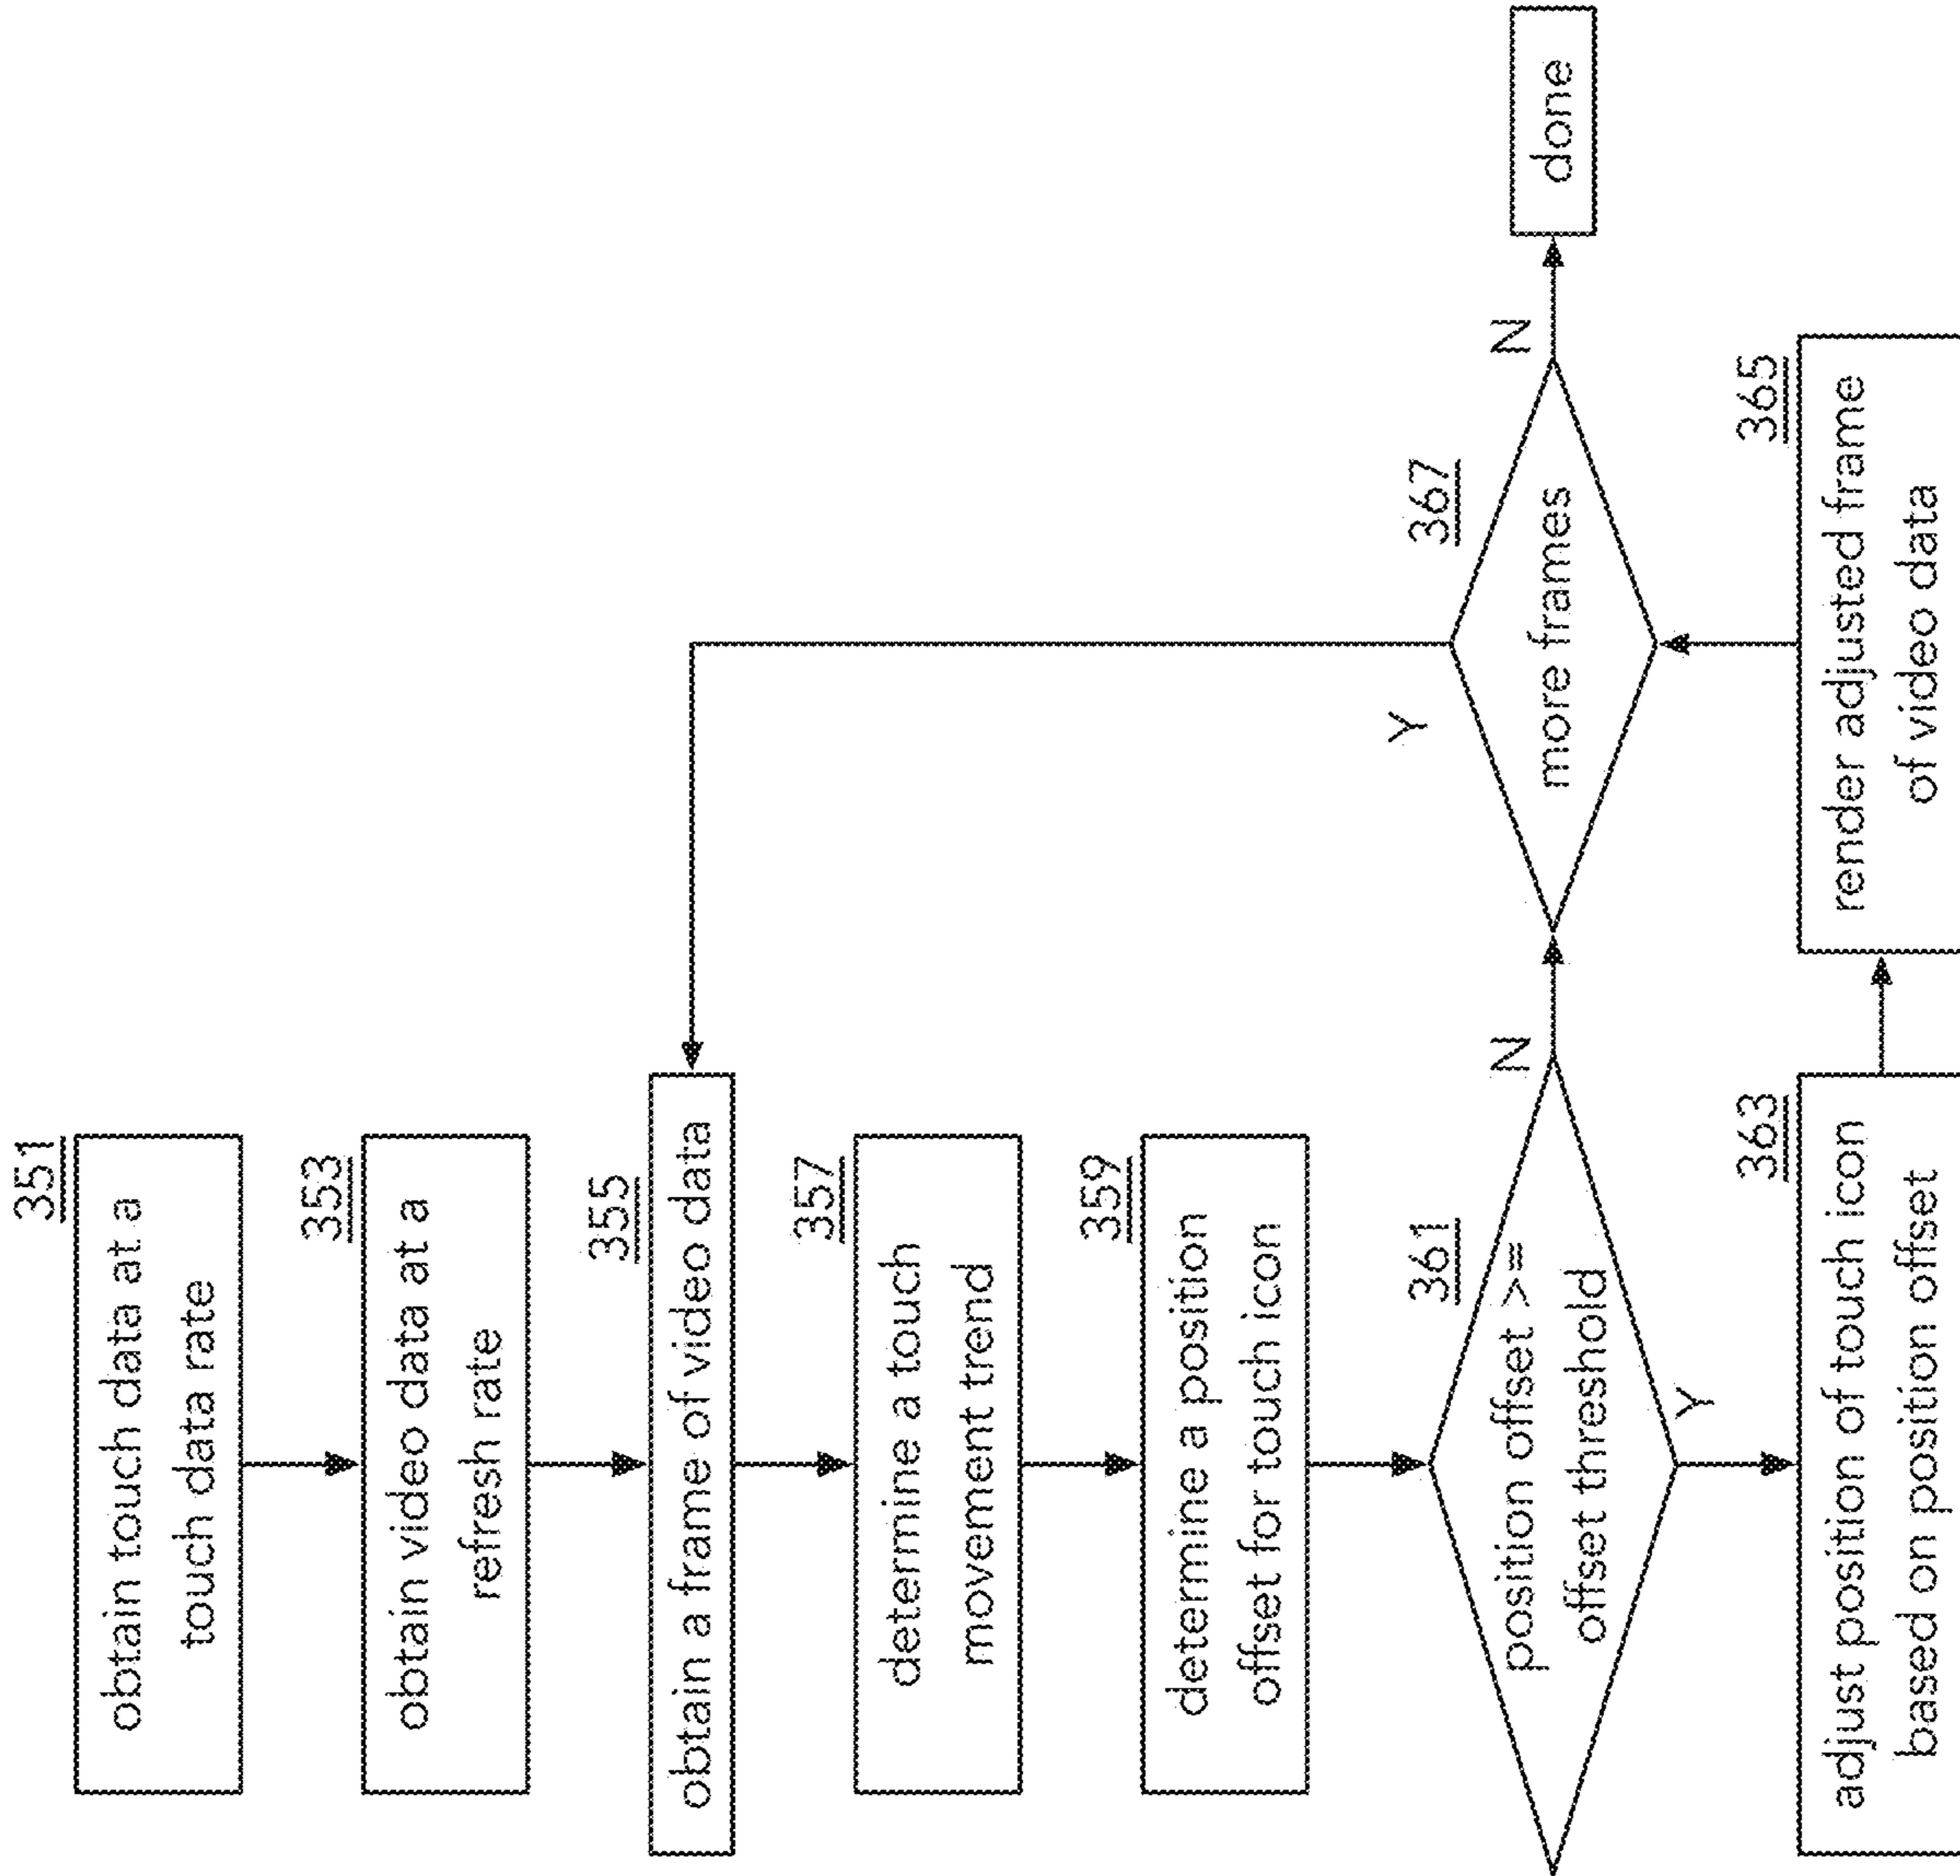 351
obtain touch data at a
touch data rate
353
obtain video data at a
refresh rate
355
obtain a frame of video data
357
determine a touch
movement trend
359
determine a position
offset for touch icon
361
position offset >=
offset threshold
N
Y
363
adjust position of touch icon
based on position offset
365
render adjusted frame
of video data
367
more frames
Y
N
done